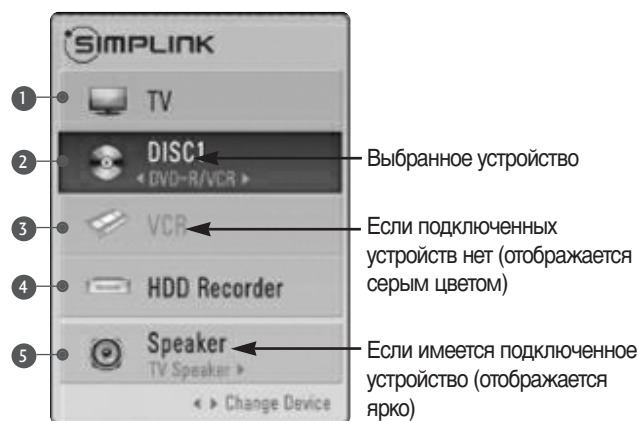 SIMPLINK
1 TV
2 DISC1
◄ DVD-R/VCR ►
Выбранное устройство
3 VCR
Если подключенных
устройств нет (отображается
серым цветом)
4 HDD Recorder
5 Speaker
TV Speaker ►
Если имеется подключенное
устройство (отображается
ярко)
◄ ► Change Device